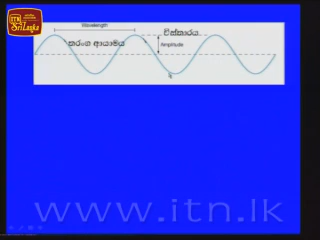 ITN
Sri Lanka
Wavelength
විස්තාරය
තරංග ආයාමය
Amplitude
www.itn.lk